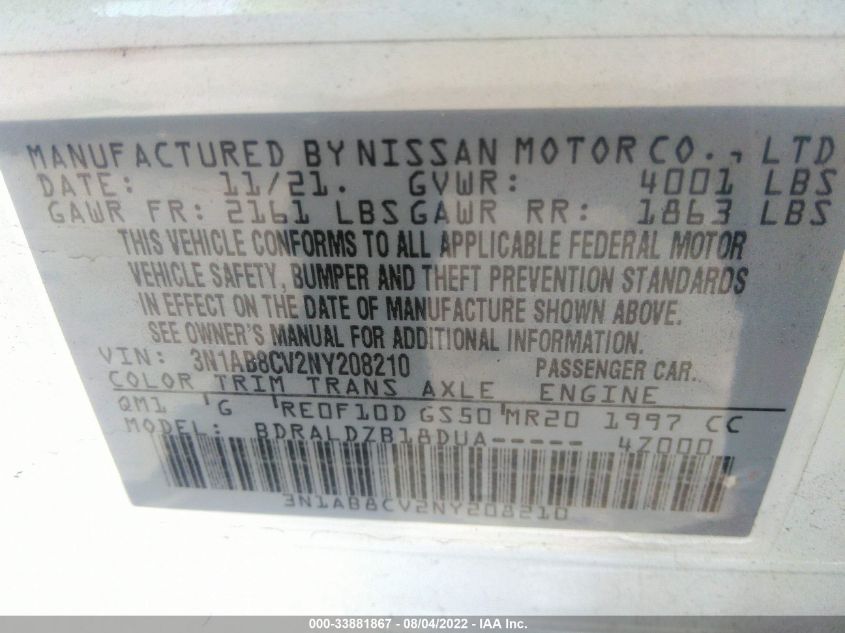 MANUFACTURED BY NISSAN MOTOR CO., LTD
DATE: 11/21. GVWR: 4001 LBS
GAWR FR: 2161 LBS GAWR RR: 1863 LBS
THIS VEHICLE CONFORMS TO ALL APPLICABLE FEDERAL MOTOR
VEHICLE SAFETY, BUMPER AND THEFT PREVENTION STANDARDS
IN EFFECT ON THE DATE OF MANUFACTURE SHOWN ABOVE.
SEE OWNER'S MANUAL FOR ADDITIONAL INFORMATION.
VIN: 3N1AB8CV2NY208210 PASSENGER CAR.
COLOR TRIM TRANS AXLE ENGINE
QM1 'G 'RE0F10D GS50 'MR20 1997 CC
MODEL: BDRALDZB18DUA----- 4Z000
3N1AB8CV2NY208210
000-33881867 - 08/04/2022 - IAA Inc.